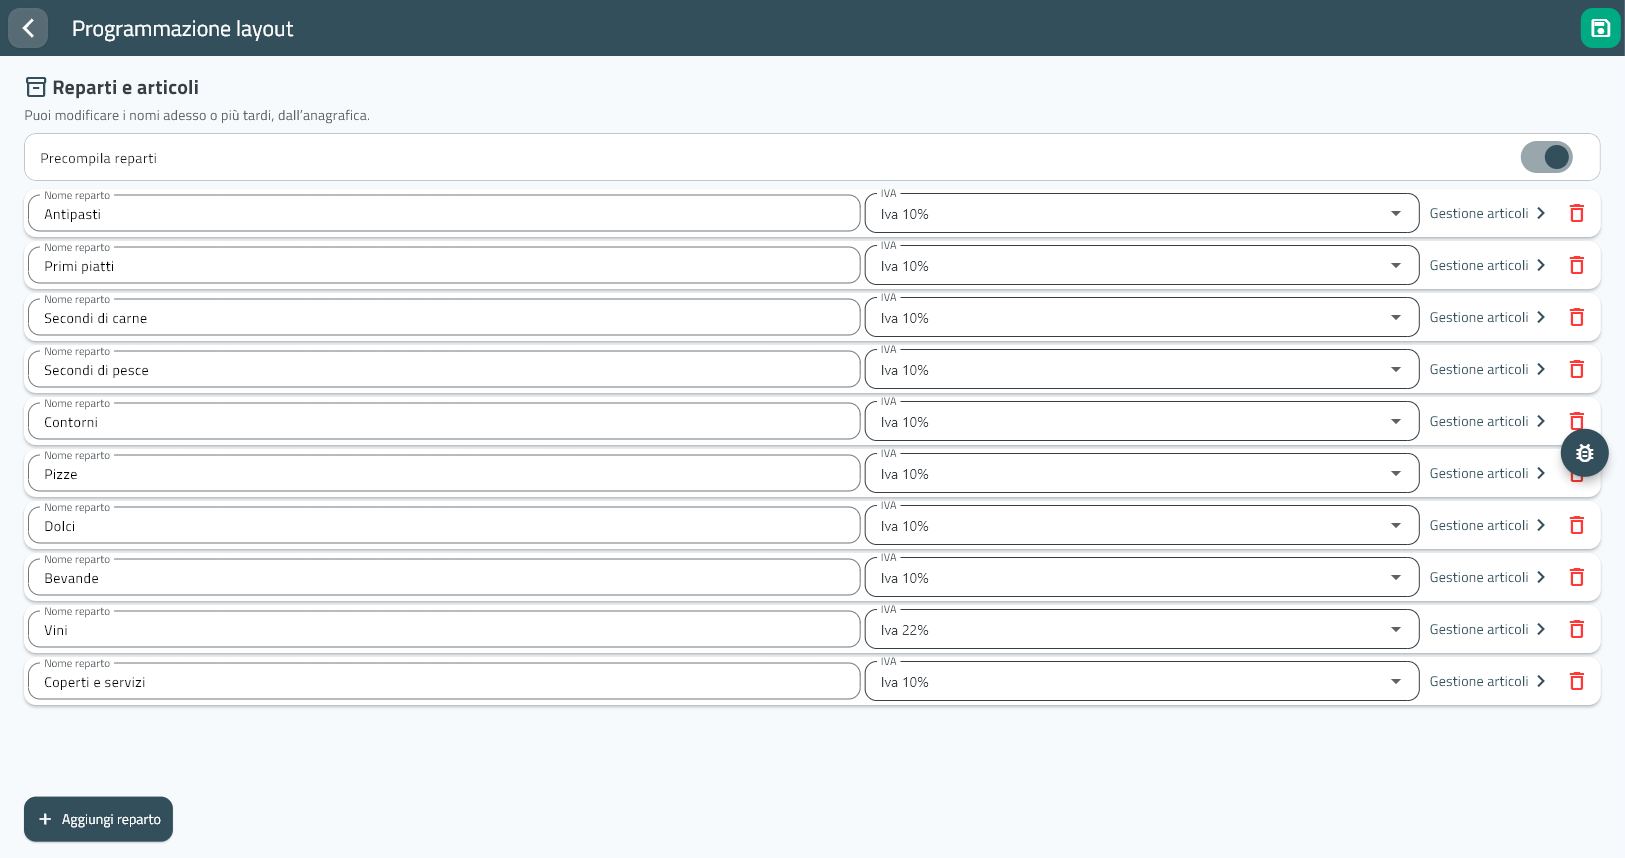 Programmazione layout
Reparti e articoli
Puoi modificare i nomi adesso o più tardi, dall'anagrafica.
Precompila reparti
Nome reparto IVA
Antipasti Iva 10% Gestione articoli
Nome reparto IVA
Primi piatti Iva 10% Gestione articoli
Nome reparto IVA
Secondi di carne Iva 10% Gestione articoli
Nome reparto IVA
Secondi di pesce Iva 10% Gestione articoli
Nome reparto IVA
Contorni Iva 10% Gestione articoli
Nome reparto IVA
Pizze Iva 10% Gestione articoli
Nome reparto IVA
Dolci Iva 10% Gestione articoli
Nome reparto IVA
Bevande Iva 10% Gestione articoli
Nome reparto IVA
Vini Iva 22% Gestione articoli
Nome reparto IVA
Coperti e servizi Iva 10% Gestione articoli
Aggiungi reparto